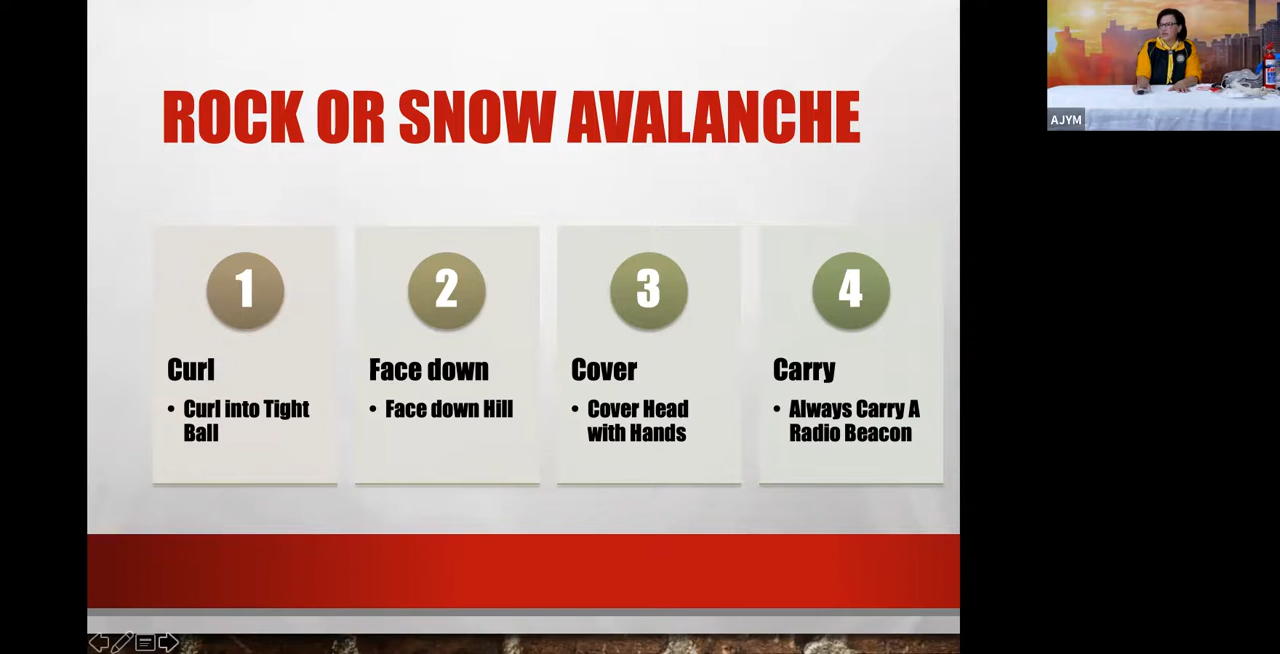 ROCK OR SNOW AVALANCHE
1
Curl
• Curl into Tight
Ball
2
Face down
• Face down Hill
3
Cover
• Cover Head
with Hands
4
Carry
• Always Carry A
Radio Beacon
AJYM